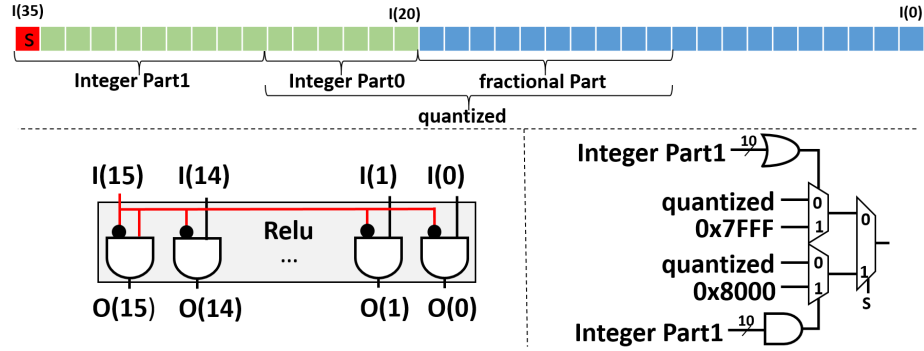 I(35) I(20) I(0)
S
Integer Part1 Integer Part0 fractional Part
quantized
I(15) I(14) I(1) I(0)
Relu
...
O(15) O(14) O(1) O(0)
Integer Part1 10
quantized 0
0x7FFF 1
0
quantized 0
0x8000 1
1
S
Integer Part1 10